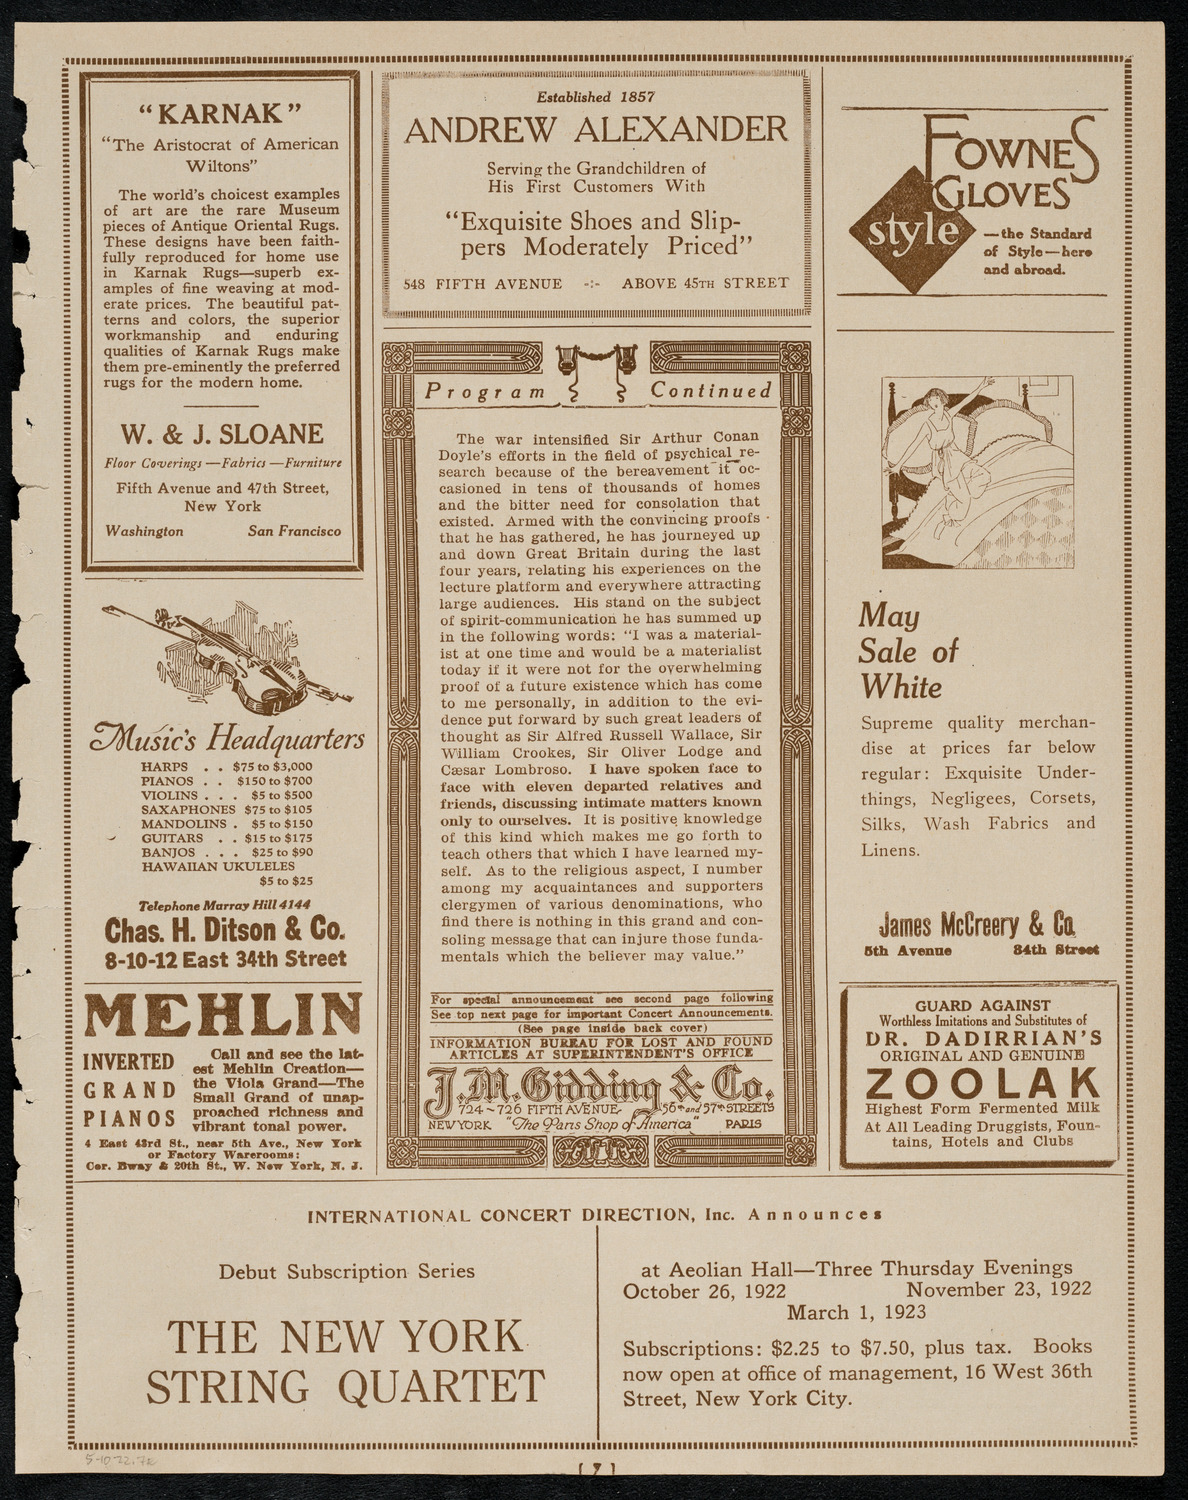 "KARNAK"
"The Aristocrat of American
Wiltons"
The world's choicest examples
of art are the rare Museum
pieces of Antique Oriental Rugs.
These designs have been faith-
fully reproduced for home use
in Karnak Rugs—superb ex-
amples of fine weaving at mod-
erate prices. The beautiful pat-
terns and colors, the superior
workmanship and enduring
qualities of Karnak Rugs make
them pre-eminently the preferred
rugs for the modern home.
W. & J. SLOANE
Floor Coverings—Fabrics—Furniture
Fifth Avenue and 47th Street,
New York
Washington San Francisco
Music's Headquarters
HARPS . . $75 to $3,000
PIANOS . . $150 to $700
VIOLINS . . . $5 to $500
SAXAPHONES $75 to $105
MANDOLINS . $5 to $150
GUITARS . . $15 to $175
BANJOS . . . $25 to $90
HAWAIIAN UKULELES
$5 to $25
Telephone Murray Hill 4144
Chas. H. Ditson & Co.
8-10-12 East 34th Street
MEHLIN
INVERTED
GRAND
PIANOS
Call and see the lat-
est Mehlin Creation—
the Viola Grand—The
Small Grand of unap-
proached richness and
vibrant tonal power.
4 East 43rd St., near 5th Ave., New York
or Factory Warerooms:
Cor. Bway & 20th St., W. New York, N. J.
Established 1857
ANDREW ALEXANDER
Serving the Grandchildren of
His First Customers With
"Exquisite Shoes and Slip-
pers Moderately Priced"
548 FIFTH AVENUE -:- ABOVE 45TH STREET
Program Continued
The war intensified Sir Arthur Conan
Doyle's efforts in the field of psychical re-
search because of the bereavement it oc-
casioned in tens of thousands of homes
and the bitter need for consolation that
existed. Armed with the convincing proofs
that he has gathered, he has journeyed up
and down Great Britain during the last
four years, relating his experiences on the
lecture platform and everywhere attracting
large audiences. His stand on the subject
of spirit-communication he has summed up
in the following words: "I was a material-
ist at one time and would be a materialist
today if it were not for the overwhelming
proof of a future existence which has come
to me personally, in addition to the evi-
dence put forward by such great leaders of
thought as Sir Alfred Russell Wallace, Sir
William Crookes, Sir Oliver Lodge and
Cæsar Lombroso. I have spoken face to
face with eleven departed relatives and
friends, discussing intimate matters known
only to ourselves. It is positive knowledge
of this kind which makes me go forth to
teach others that which I have learned my-
self. As to the religious aspect, I number
among my acquaintances and supporters
clergymen of various denominations, who
find there is nothing in this grand and con-
soling message that can injure those funda-
mentals which the believer may value."
For special announcement see second page following
See top next page for important Concert Announcements.
(See page inside back cover)
INFORMATION BUREAU FOR LOST AND FOUND
ARTICLES AT SUPERINTENDENT'S OFFICE
J.M. Gidding & Co.
724~726 FIFTH AVENUE- 56th and 57th STREETS
NEW YORK "The Paris Shop of America" PARIS
FOWNES
GLOVES
style
—the Standard
of Style—here
and abroad.
May
Sale of
White
Supreme quality merchan-
dise at prices far below
regular: Exquisite Under-
things, Negligees, Corsets,
Silks, Wash Fabrics and
Linens.
James McCreery & Co.
5th Avenue 34th Street
GUARD AGAINST
Worthless Imitations and Substitutes of
DR. DADIRRIAN'S
ORIGINAL AND GENUINE
ZOOLAK
Highest Form Fermented Milk
At All Leading Druggists, Foun-
tains, Hotels and Clubs
INTERNATIONAL CONCERT DIRECTION, Inc. Announces
Debut Subscription Series
THE NEW YORK
STRING QUARTET
at Aeolian Hall—Three Thursday Evenings
October 26, 1922 November 23, 1922
March 1, 1923
Subscriptions: $2.25 to $7.50, plus tax. Books
now open at office of management, 16 West 36th
Street, New York City.
[ 7 ]